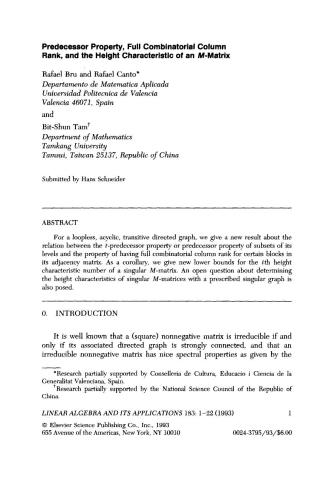 Predecessor Property, Full Combinatorial Column
Rank, and the Height Characteristic of an M-Matrix
Rafael Bru and Rafael Canto*
Departamento de Matematica Aplicada
Universidad Politecnica de Valencia
Valencia 46071, Spain
and
Bit-Shun Tam†
Department of Mathematics
Tamkang University
Tamsui, Taiwan 25137, Republic of China
Submitted by Hans Schneider
ABSTRACT
For a loopless, acyclic, transitive directed graph, we give a new result about the
relation between the t-predecessor property or predecessor property of subsets of its
levels and the property of having full combinatorial column rank for certain blocks in
its adjacency matrix. As a corollary, we give new lower bounds for the ith height
characteristic number of a singular M-matrix. An open question about determining
the height characteristics of singular M-matrices with a prescribed singular graph is
also posed.
0. INTRODUCTION
It is well known that a (square) nonnegative matrix is irreducible if and
only if its associated directed graph is strongly connected, and that an
irreducible nonnegative matrix has nice spectral properties as given by the
*Research partially supported by Conselleria de Cultura, Educacio i Ciencia de la
Generalitat Valenciana, Spain.
†Research partially supported by the National Science Council of the Republic of
China.
LINEAR ALGEBRA AND ITS APPLICATIONS 183: 1–22 (1993) 1
© Elsevier Science Publishing Co., Inc., 1993
655 Avenue of the Americas, New York, NY 10010 0024-3795/93/$6.00